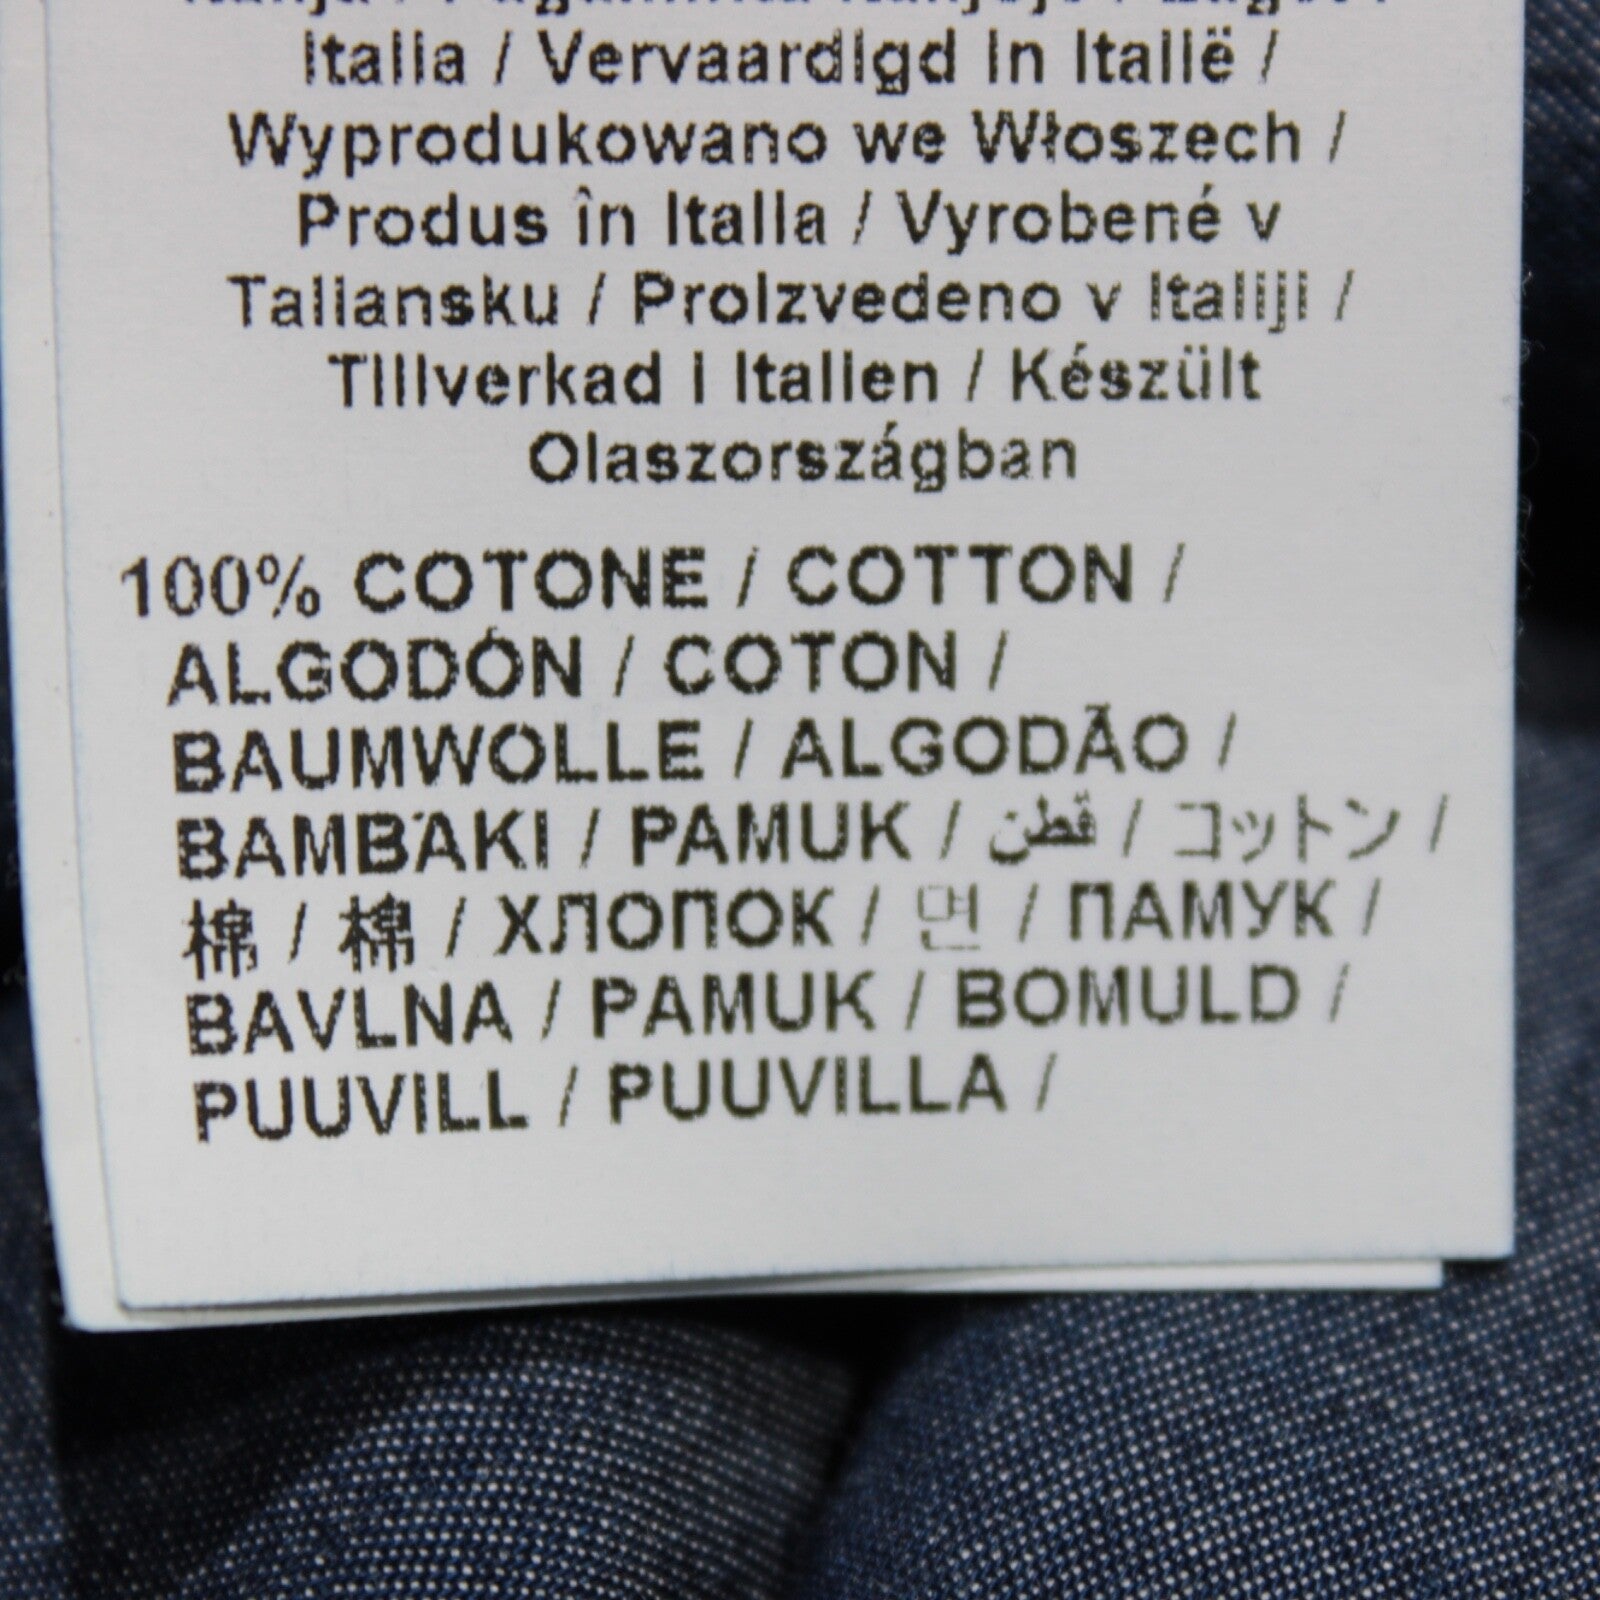 Italia / Vervaardigd in Italië /
Wyprodukowano we Włoszech /
Produs în Italia / Vyrobené v
Taliansku / Proizvedeno v Italiji /
Tillverkad i Italien / Készült
Olaszországban
100% COTONE / COTTON /
ALGODÓN / COTON /
BAUMWOLLE / ALGODÃO /
ΒΑΜΒΆΚΙ / PAMUK / قطن / コットン /
棉 / 棉 / ХЛОПОК / 면 / ПАМУК /
BAVLNA / PAMUK / BOMULD /
PUUVILL / PUUVILLA /